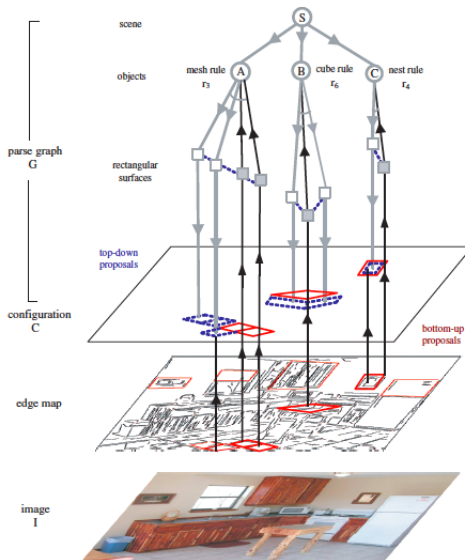 scene
S
mesh rule
r3
A
B
cube rule
r6
C
nest rule
r4
objects
parse graph
G
rectangular
surfaces
top-down
proposals
configuration
C
bottom-up
proposals
edge map
image
I